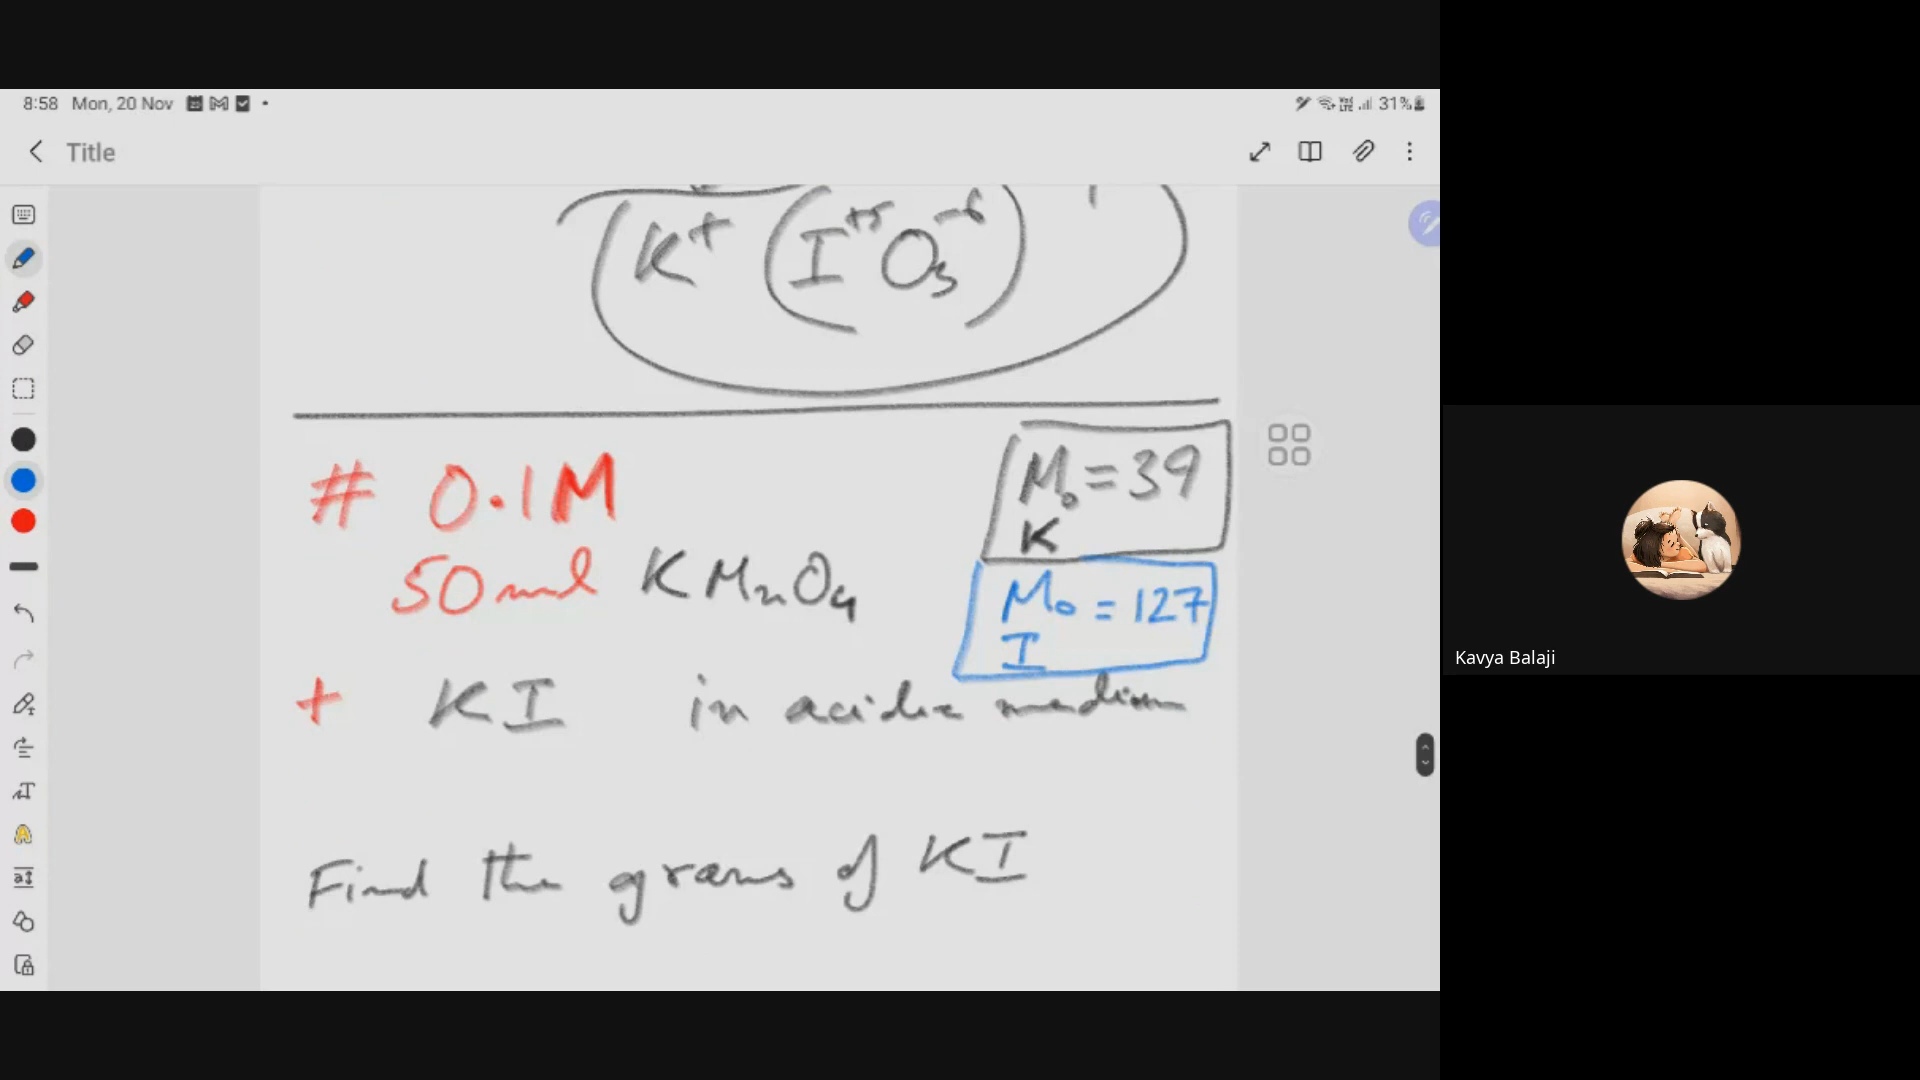 8:58 Mon, 20 Nov 31%
Title
K+ (I+5 O3-6)
# 0.1M
M0 = 39
K
50ml KMnO4
M0 = 127
I
+ KI in acidic medium
Find the grams of KI
Kavya Balaji